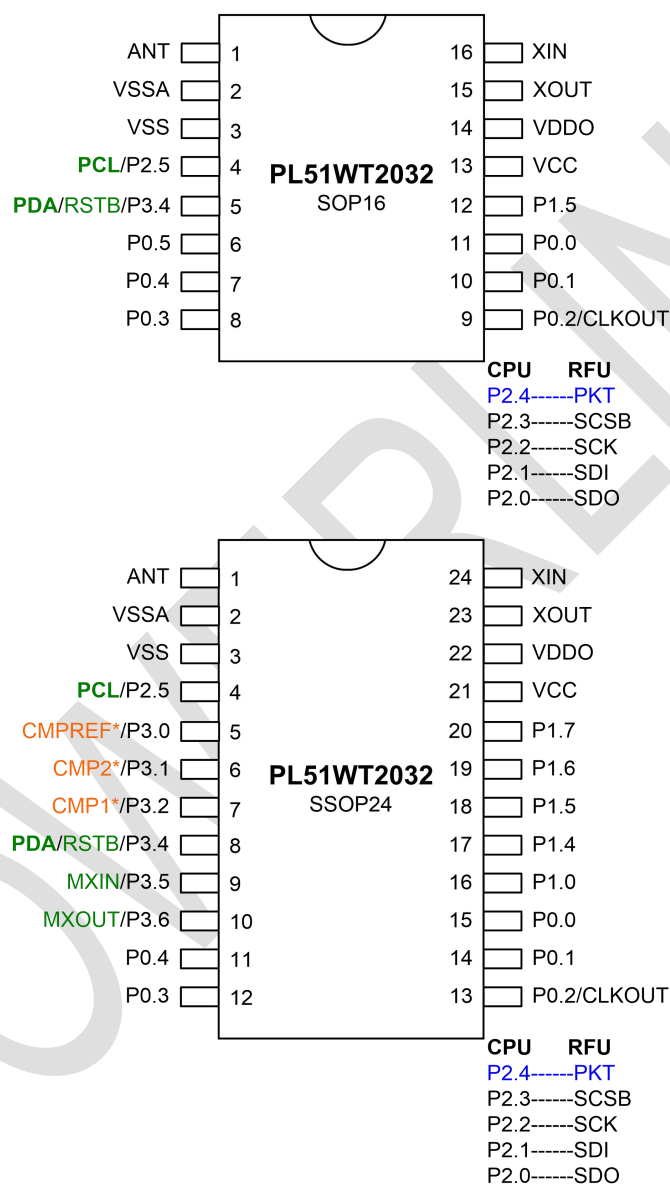 ANT 1 16 XIN
VSSA 2 15 XOUT
VSS 3 14 VDDO
PCL/P2.5 4 13 VCC
PL51WT2032
SOP16
PDA/RSTB/P3.4 5 12 P1.5
P0.5 6 11 P0.0
P0.4 7 10 P0.1
P0.3 8 9 P0.2/CLKOUT
CPU RFU
P2.4------PKT
P2.3------SCSB
P2.2------SCK
P2.1------SDI
P2.0------SDO
ANT 1 24 XIN
VSSA 2 23 XOUT
VSS 3 22 VDDO
PCL/P2.5 4 21 VCC
CMPREF*/P3.0 5 20 P1.7
CMP2*/P3.1 6 19 P1.6
PL51WT2032
SSOP24
CMP1*/P3.2 7 18 P1.5
PDA/RSTB/P3.4 8 17 P1.4
MXIN/P3.5 9 16 P1.0
MXOUT/P3.6 10 15 P0.0
P0.4 11 14 P0.1
P0.3 12 13 P0.2/CLKOUT
CPU RFU
P2.4------PKT
P2.3------SCSB
P2.2------SCK
P2.1------SDI
P2.0------SDO